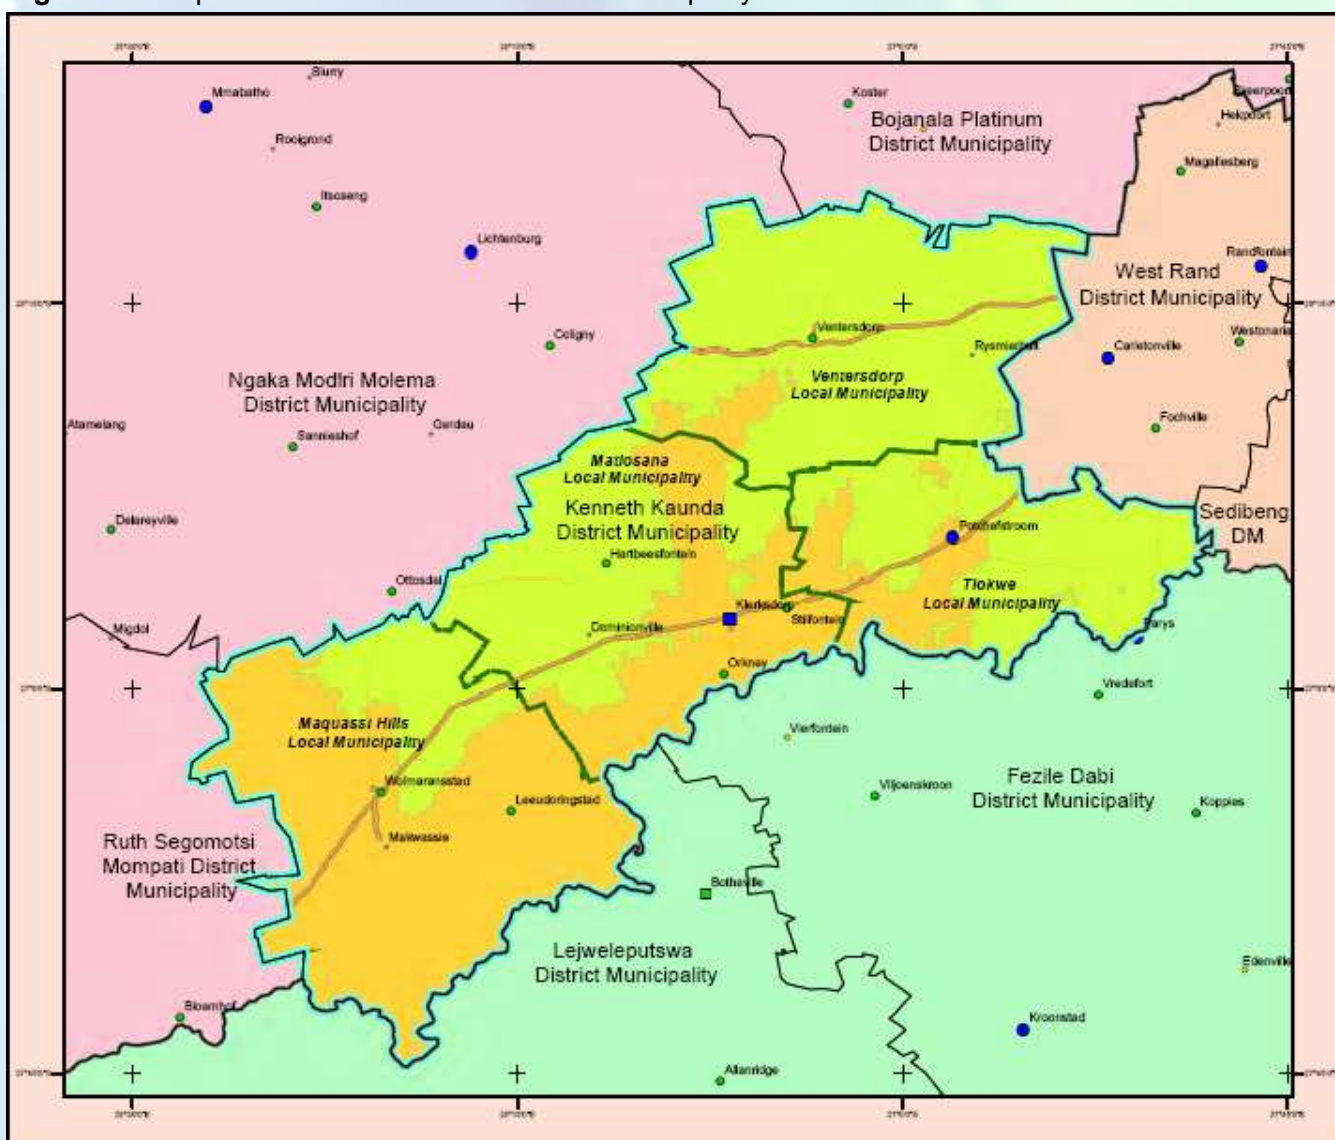 Slurry
Mmabatho
Koster
Bojanala Platinum
District Municipality
Hekpoort
Rooigrond
Magaliesberg
Itsoseng
Lichtenburg
Randfontein
West Rand
District Municipality
Ventersdorp
Coligny
Carletonville
Ngaka Modiri Molema
District Municipality
Ventersdorp
Local Municipality
Atamelang
Sannieshof
Gerdau
Fochville
Matlosana
Local Municipality
Kenneth Kaunda
District Municipality
Sedibeng
DM
Delareyville
Potchefstroom
Hartbeesfontein
Ottosdal
Tlokwe
Local Municipality
Klerksdorp
Stilfontein
Parys
Migdol
Dominionville
Orkney
Vredefort
Maquassi Hills
Local Municipality
Vierfontein
Wolmaransstad
Leeudoringstad
Viljoenskroon
Fezile Dabi
District Municipality
Koppies
Makwassie
Ruth Segomotsi
Mompati District
Municipality
Bothaville
Lejweleputswa
District Municipality
Edenville
Bloemhof
Kroonstad
Allanridge